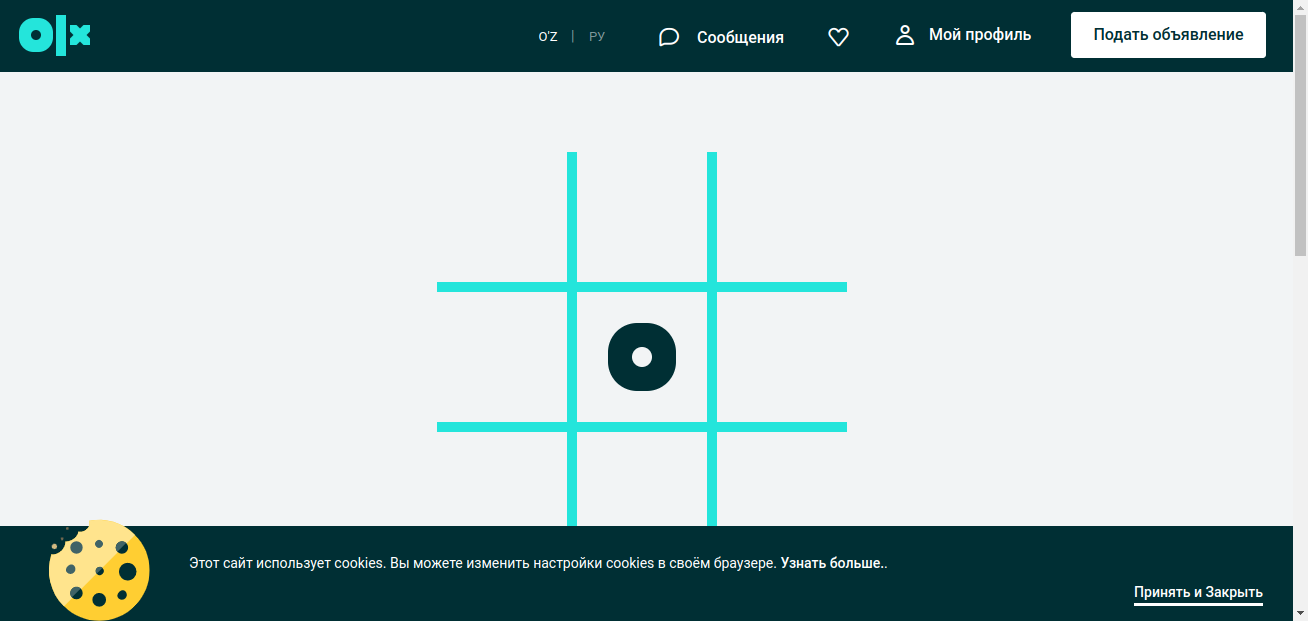 olx
O'Z | РУ
Сообщения
Мой профиль
Подать объявление
Этот сайт использует cookies. Вы можете изменить настройки cookies в своём браузере. Узнать больше..
Принять и Закрыть